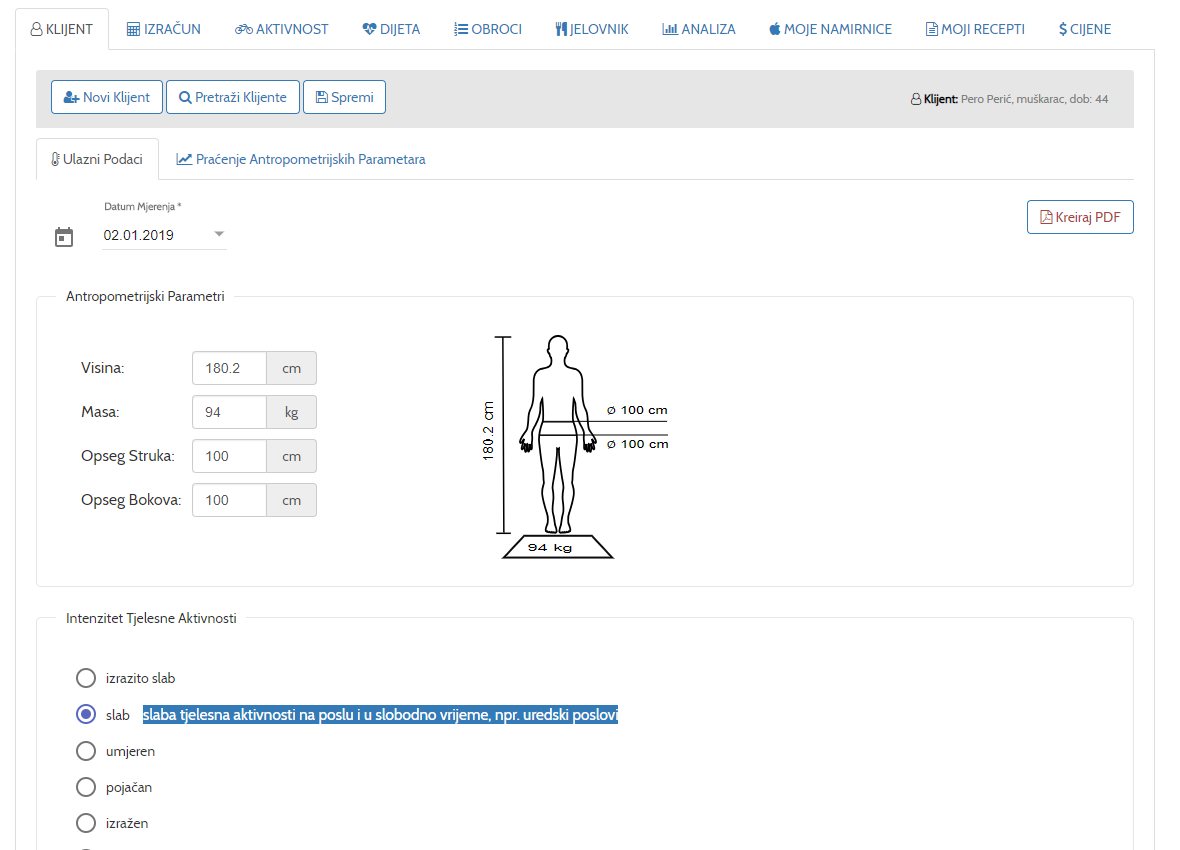 KLIJENT IZRAČUN AKTIVNOST DIJETA OBROCI JELOVNIK ANALIZA MOJE NAMIRNICE MOJI RECEPTI $ CIJENE
Novi Klijent Pretraži Klijente Spremi Klijent: Pero Perić, muškarac, dob: 44
Ulazni Podaci Praćenje Antropometrijskih Parametara
Datum Mjerenja *
02.01.2019
Kreiraj PDF
Antropometrijski Parametri
Visina: 180.2 cm
Masa: 94 kg
Opseg Struka: 100 cm
Opseg Bokova: 100 cm
180.2 cm
Ø 100 cm
Ø 100 cm
94 kg
Intenzitet Tjelesne Aktivnosti
izrazito slab
slab slaba tjelesna aktivnosti na poslu i u slobodno vrijeme, npr. uredski poslovi
umjeren
pojačan
izražen